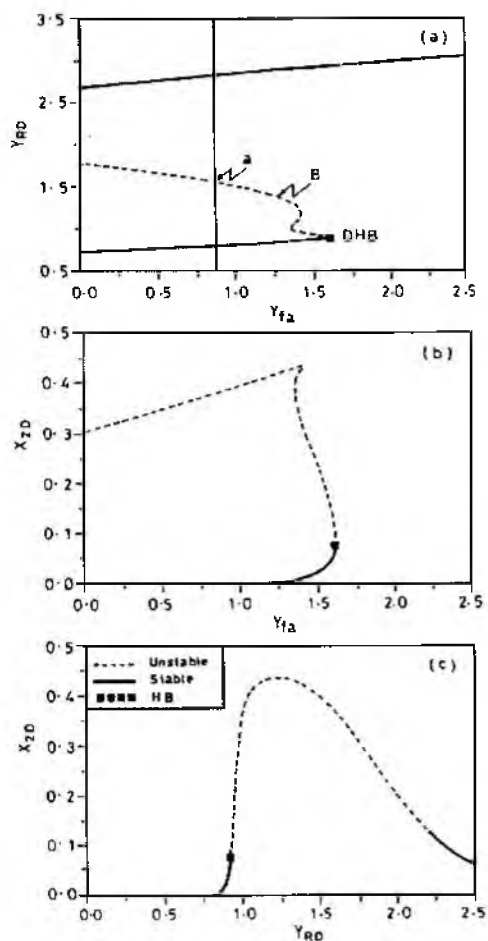 3·5
(a)
Y_RD
2·5
a
B
1·5
DHB
0·5
0·0 0·5 1·0 1·5 2·0 2·5
Y_fa
0·5
(b)
0·4
X_2D
0·3
0·2
0·1
0·0
0·0 0·5 1·0 1·5 2·0 2·5
Y_fa
0·5
Unstable
(c)
Stable
HB
0·4
X_2D
0·3
0·2
0·1
0·0
0·0 0·5 1·0 1·5 2·0 2·5
Y_RD